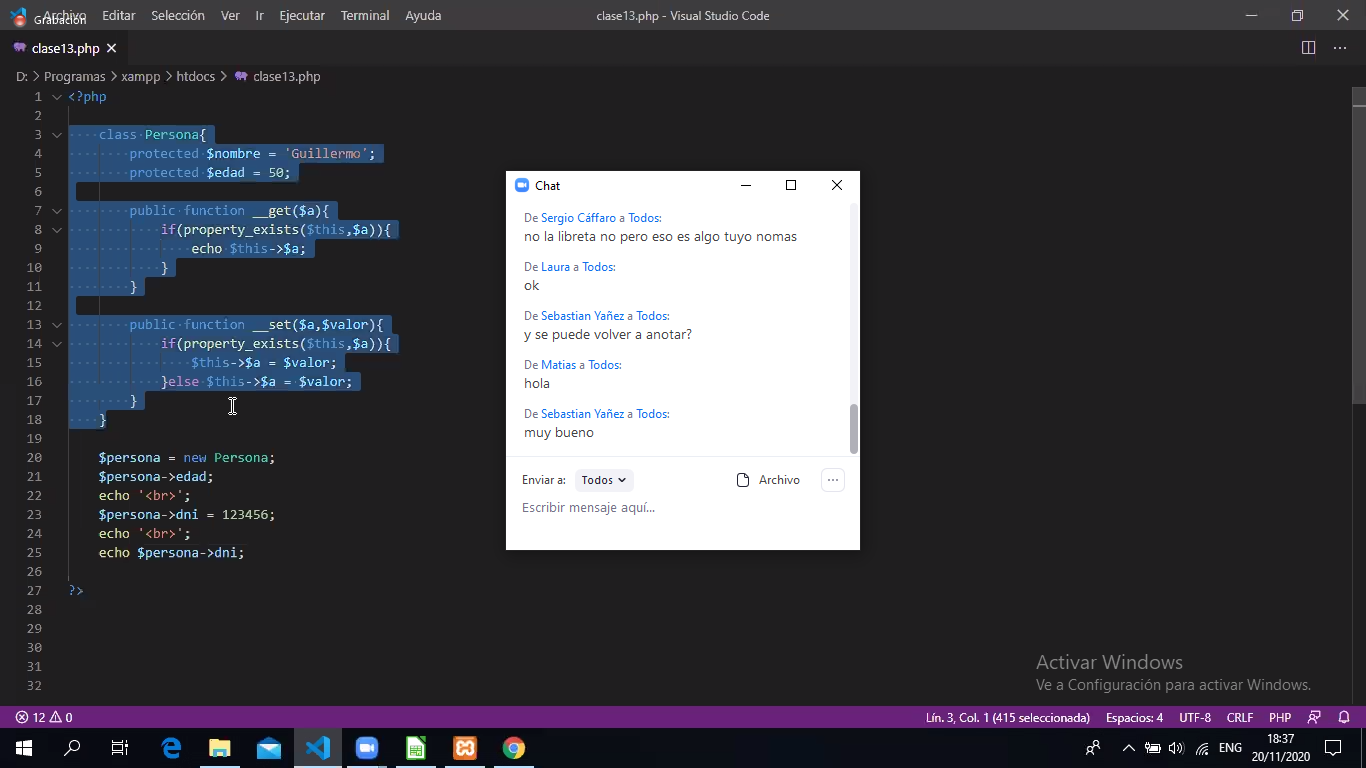 Archivo Editar Selección Ver Ir Ejecutar Terminal Ayuda clase13.php - Visual Studio Code
Grabación
clase13.php
D: > Programas > xampp > htdocs > clase13.php
1 <?php
2
3 class Persona{
4 protected $nombre = 'Guillermo';
5 protected $edad = 50;
6
7 public function __get($a){
8 if(property_exists($this,$a)){
9 echo $this->$a;
10 }
11 }
12
13 public function __set($a,$valor){
14 if(property_exists($this,$a)){
15 $this->$a = $valor;
16 }else $this->$a = $valor;
17 }
18 }
19
20 $persona = new Persona;
21 $persona->edad;
22 echo '<br>';
23 $persona->dni = 123456;
24 echo '<br>';
25 echo $persona->dni;
26
27 ?>
28
29
30
31
32
Chat
De Sergio Cáffaro a Todos:
no la libreta no pero eso es algo tuyo nomas
De Laura a Todos:
ok
De Sebastian Yañez a Todos:
y se puede volver a anotar?
De Matias a Todos:
hola
De Sebastian Yañez a Todos:
muy bueno
Enviar a: Todos Archivo ...
Escribir mensaje aquí...
Activar Windows
Ve a Configuración para activar Windows.
12 0 Lín. 3, Col. 1 (415 seleccionada) Espacios: 4 UTF-8 CRLF PHP
ENG
18:37
20/11/2020